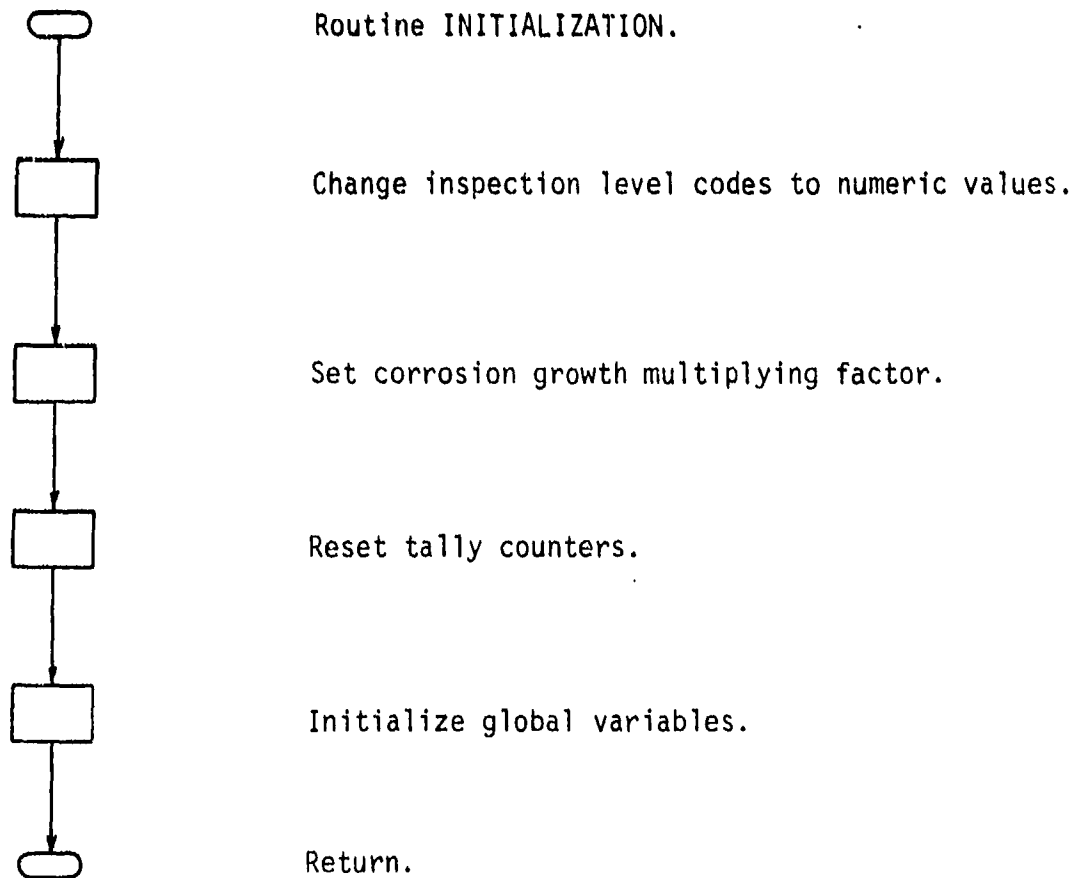 Routine INITIALIZATION.
Change inspection level codes to numeric values.
Set corrosion growth multiplying factor.
Reset tally counters.
Initialize global variables.
Return.